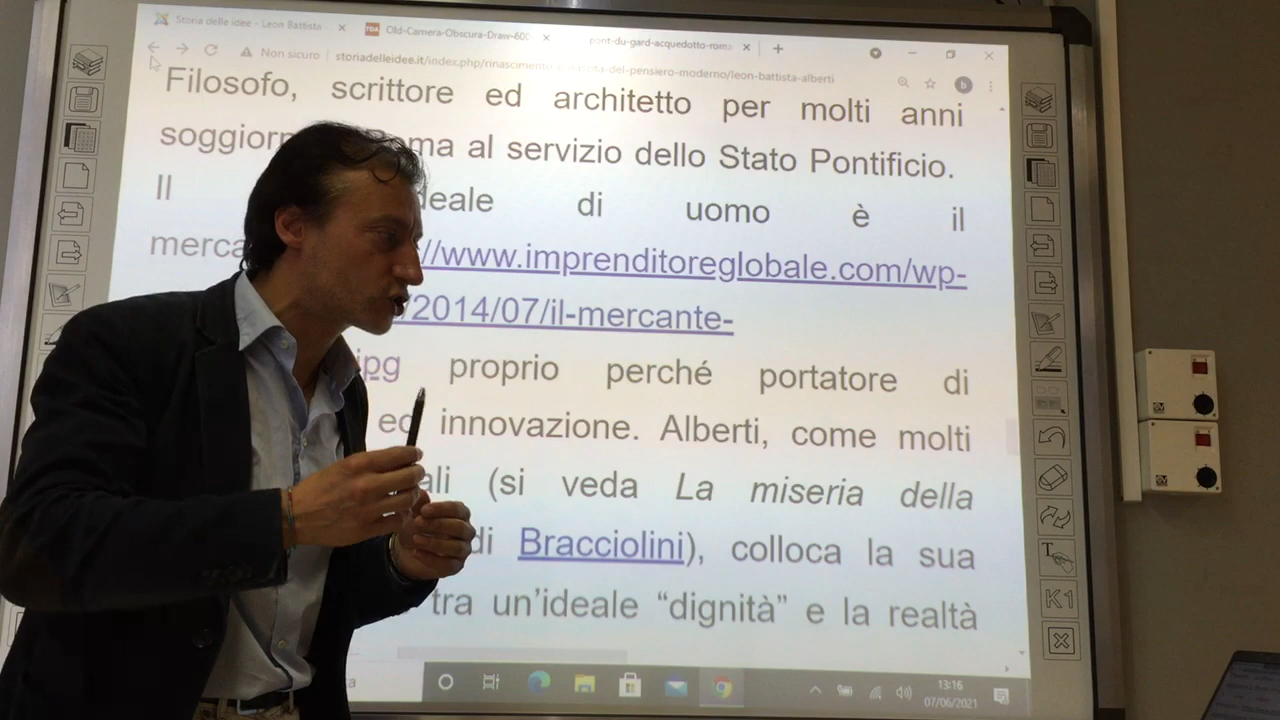 Storia delle idee - Leon Battista
Old-Camera-Obscura-Draw-600
pont-du-gard-acquedotto-roma
Non sicuro storiadelleidee.it/index.php/rinascimento -del-pensiero-moderno/leon-battista-alberti
Filosofo, scrittore ed architetto per molti anni
soggior ma al servizio dello Stato Pontificio.
Il deale di uomo è il
merca //www.imprenditoreglobale.com/wp-
/2014/07/il-mercante-
jpg proprio perché portatore di
ed innovazione. Alberti, come molti
ali (si veda La miseria della
di Bracciolini), colloca la sua
tra un'ideale “dignità” e la realtà
K1
13:16
07/06/2021